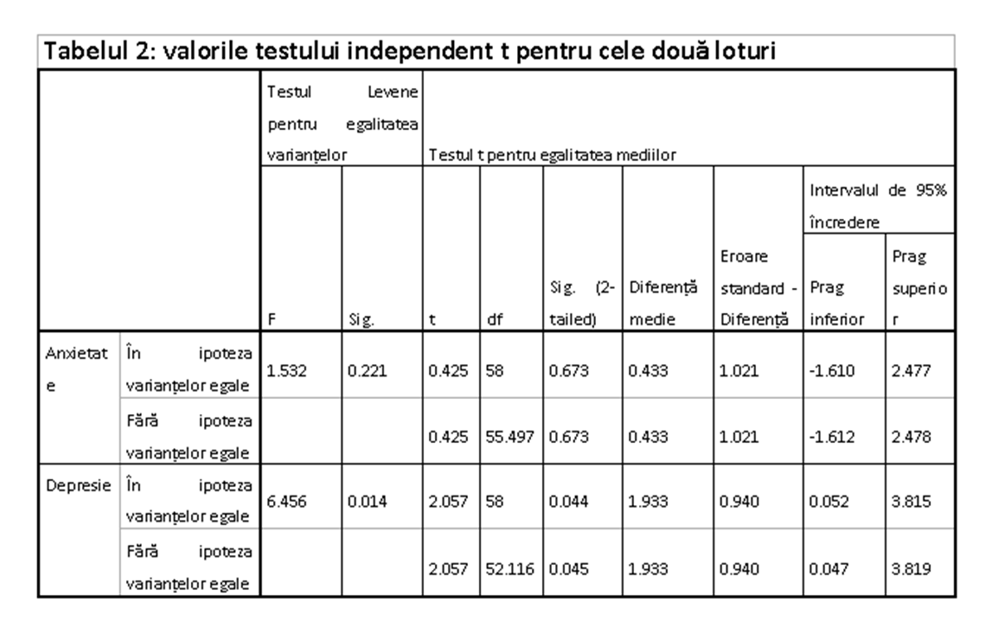 Tabelul 2: valorile testului independent t pentru cele două loturi
Testul Levene
pentru egalitatea
varianțelor
Testul t pentru egalitatea mediilor
F
Sig.
t
df
Sig. (2-
tailed)
Diferență
medie
Eroare
standard -
Diferență
Intervalul de 95%
încredere
Prag
inferior
Prag
superio
r
Anxietat
e
În ipoteza
varianțelor egale
1.532 0.221 0.425 58 0.673 0.433 1.021 -1.610 2.477
Fără ipoteza
varianțelor egale
0.425 55.497 0.673 0.433 1.021 -1.612 2.478
Depresie
În ipoteza
varianțelor egale
6.456 0.014 2.057 58 0.044 1.933 0.940 0.052 3.815
Fără ipoteza
varianțelor egale
2.057 52.116 0.045 1.933 0.940 0.047 3.819